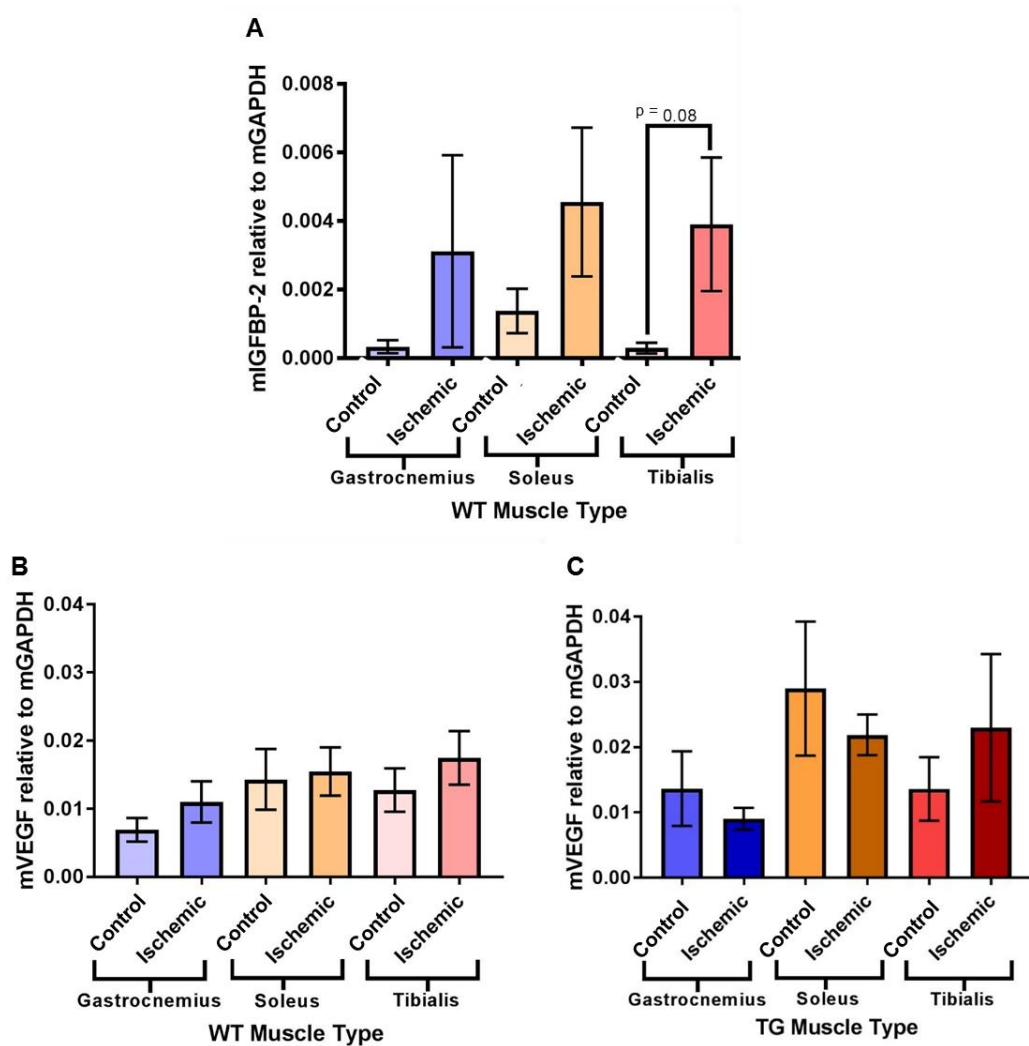 A
mIGFBP-2 relative to mGAPDH
0.008
0.006
0.004
0.002
0.000
p = 0.08
Control
Ischemic
Control
Ischemic
Control
Ischemic
Gastrocnemius
Soleus
Tibialis
WT Muscle Type
B
mVEGF relative to mGAPDH
0.04
0.03
0.02
0.01
0.00
Control
Ischemic
Control
Ischemic
Control
Ischemic
Gastrocnemius
Soleus
Tibialis
WT Muscle Type
C
mVEGF relative to mGAPDH
0.04
0.03
0.02
0.01
0.00
Control
Ischemic
Control
Ischemic
Control
Ischemic
Gastrocnemius
Soleus
Tibialis
TG Muscle Type